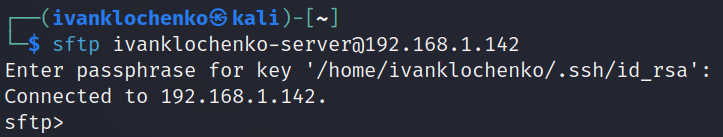 ┌──(ivanklochenko㉿kali)-[~]
└─$ sftp ivanklochenko-server@192.168.1.142
Enter passphrase for key '/home/ivanklochenko/.ssh/id_rsa':
Connected to 192.168.1.142.
sftp>